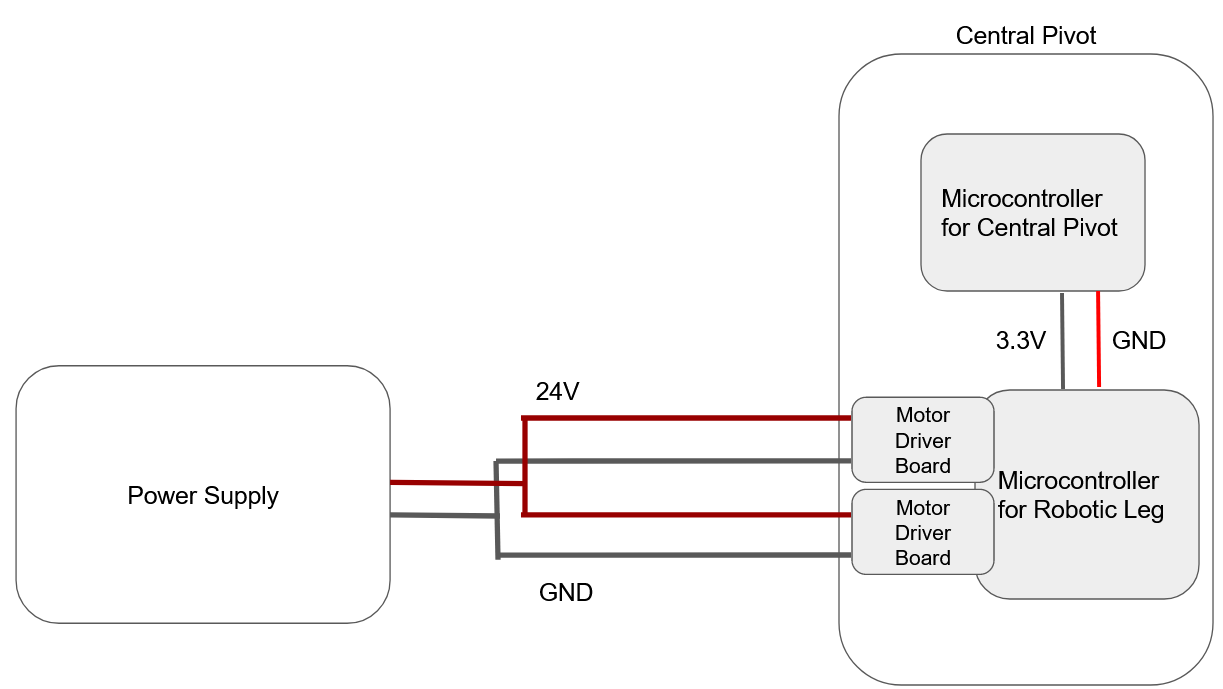 Central Pivot
Microcontroller
for Central Pivot
3.3V
GND
24V
Motor
Driver
Board
Power Supply
Microcontroller
for Robotic Leg
Motor
Driver
Board
GND